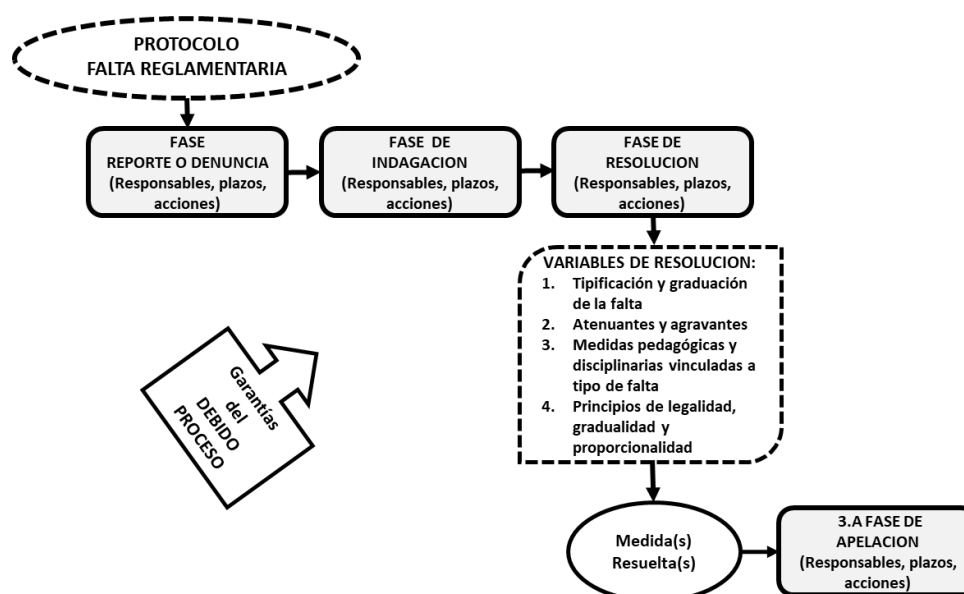 PROTOCOLO
FALTA REGLAMENTARIA
FASE
REPORTE O DENUNCIA
(Responsables, plazos,
acciones)
FASE DE
INDAGACION
(Responsables, plazos,
acciones)
FASE DE
RESOLUCION
(Responsables, plazos,
acciones)
VARIABLES DE RESOLUCION:
1. Tipificación y graduación
de la falta
2. Atenuantes y agravantes
3. Medidas pedagógicas y
disciplinarias vinculadas a
tipo de falta
4. Principios de legalidad,
gradualidad y
proporcionalidad
Garantías
del
DEBIDO
PROCESO
Medida(s)
Resuelta(s)
3.A FASE DE
APELACION
(Responsables, plazos,
acciones)